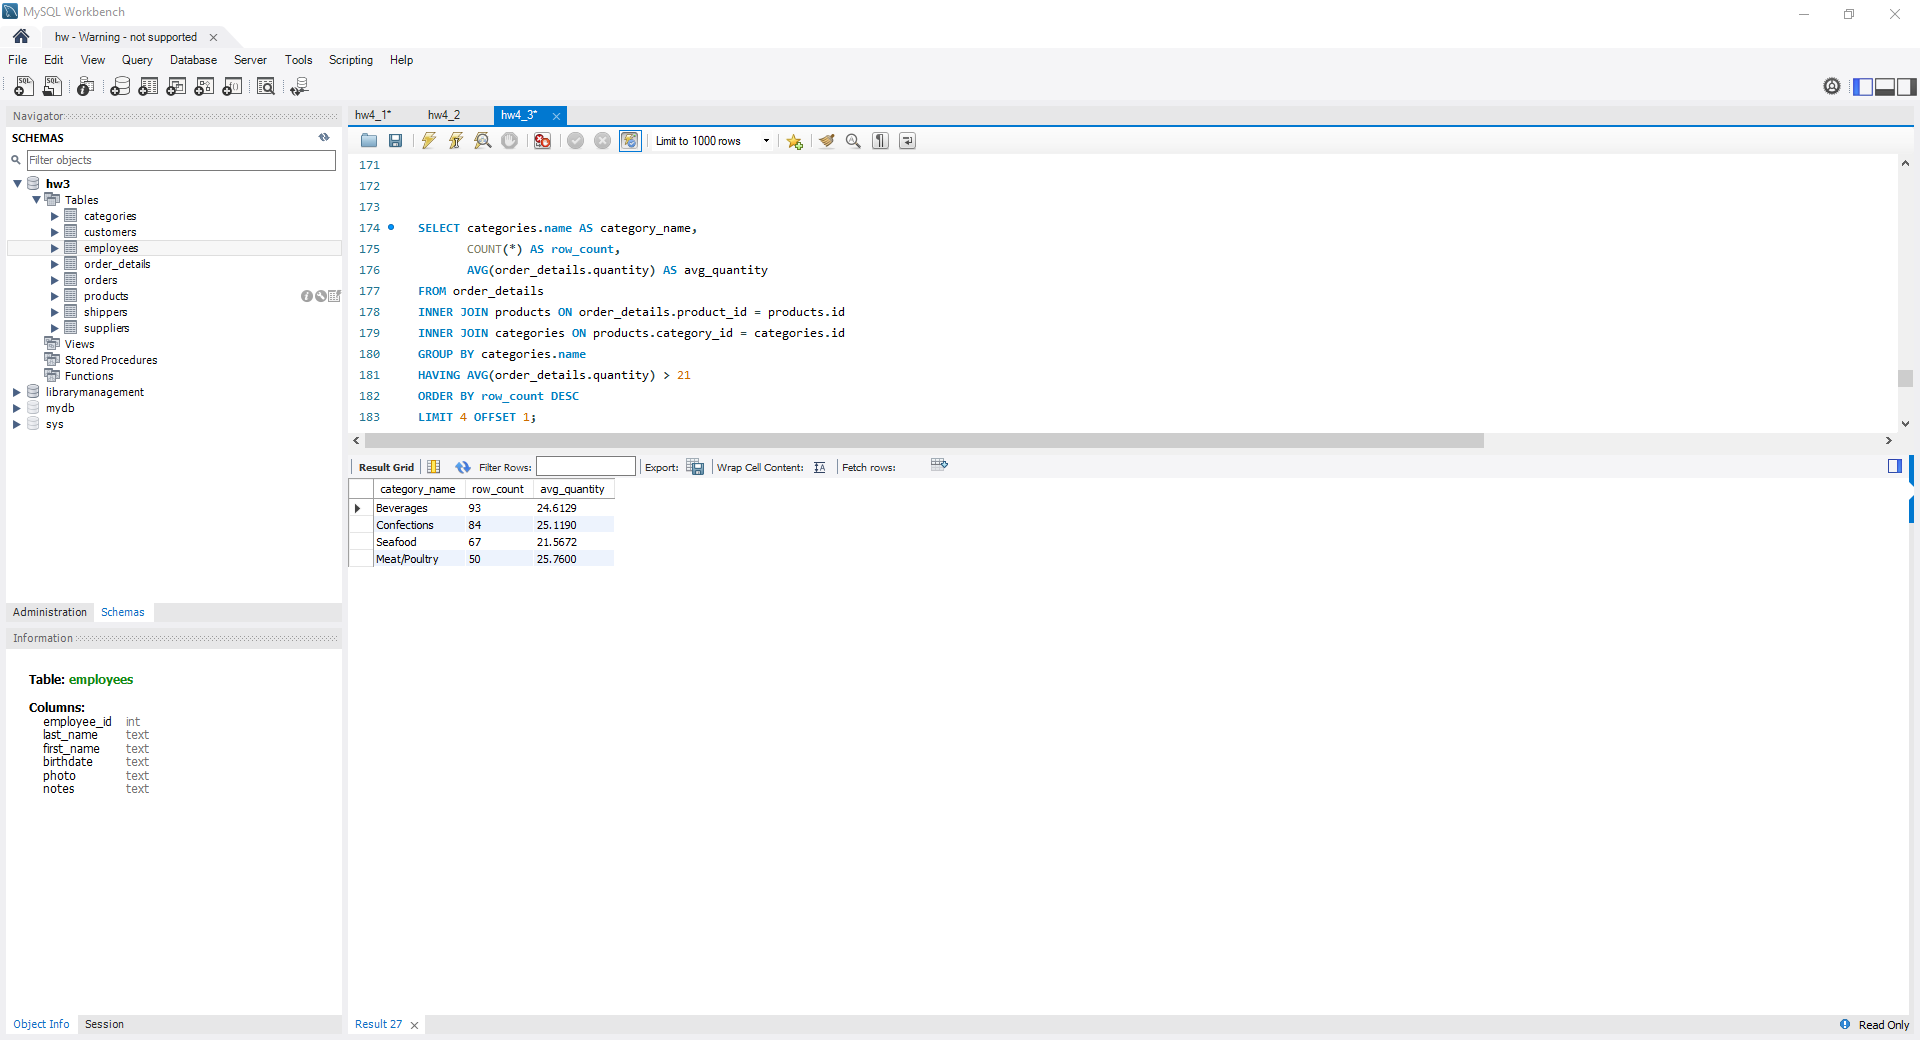 MySQL Workbench
hw - Warning - not supported
File Edit View Query Database Server Tools Scripting Help
Navigator
SCHEMAS
Filter objects
hw3
Tables
categories
customers
employees
order_details
orders
products
shippers
suppliers
Views
Stored Procedures
Functions
librarymanagement
mydb
sys
Administration Schemas
Information
Table: employees
Columns:
employee_id int
last_name text
first_name text
birthdate text
photo text
notes text
Object Info Session
hw4_1* hw4_2 hw4_3*
Limit to 1000 rows
171
172
173
174 SELECT categories.name AS category_name,
175 COUNT(*) AS row_count,
176 AVG(order_details.quantity) AS avg_quantity
177 FROM order_details
178 INNER JOIN products ON order_details.product_id = products.id
179 INNER JOIN categories ON products.category_id = categories.id
180 GROUP BY categories.name
181 HAVING AVG(order_details.quantity) > 21
182 ORDER BY row_count DESC
183 LIMIT 4 OFFSET 1;
Result Grid Filter Rows: Export: Wrap Cell Content: Fetch rows:
category_name row_count avg_quantity
Beverages 93 24.6129
Confections 84 25.1190
Seafood 67 21.5672
Meat/Poultry 50 25.7600
Result 27
Read Only